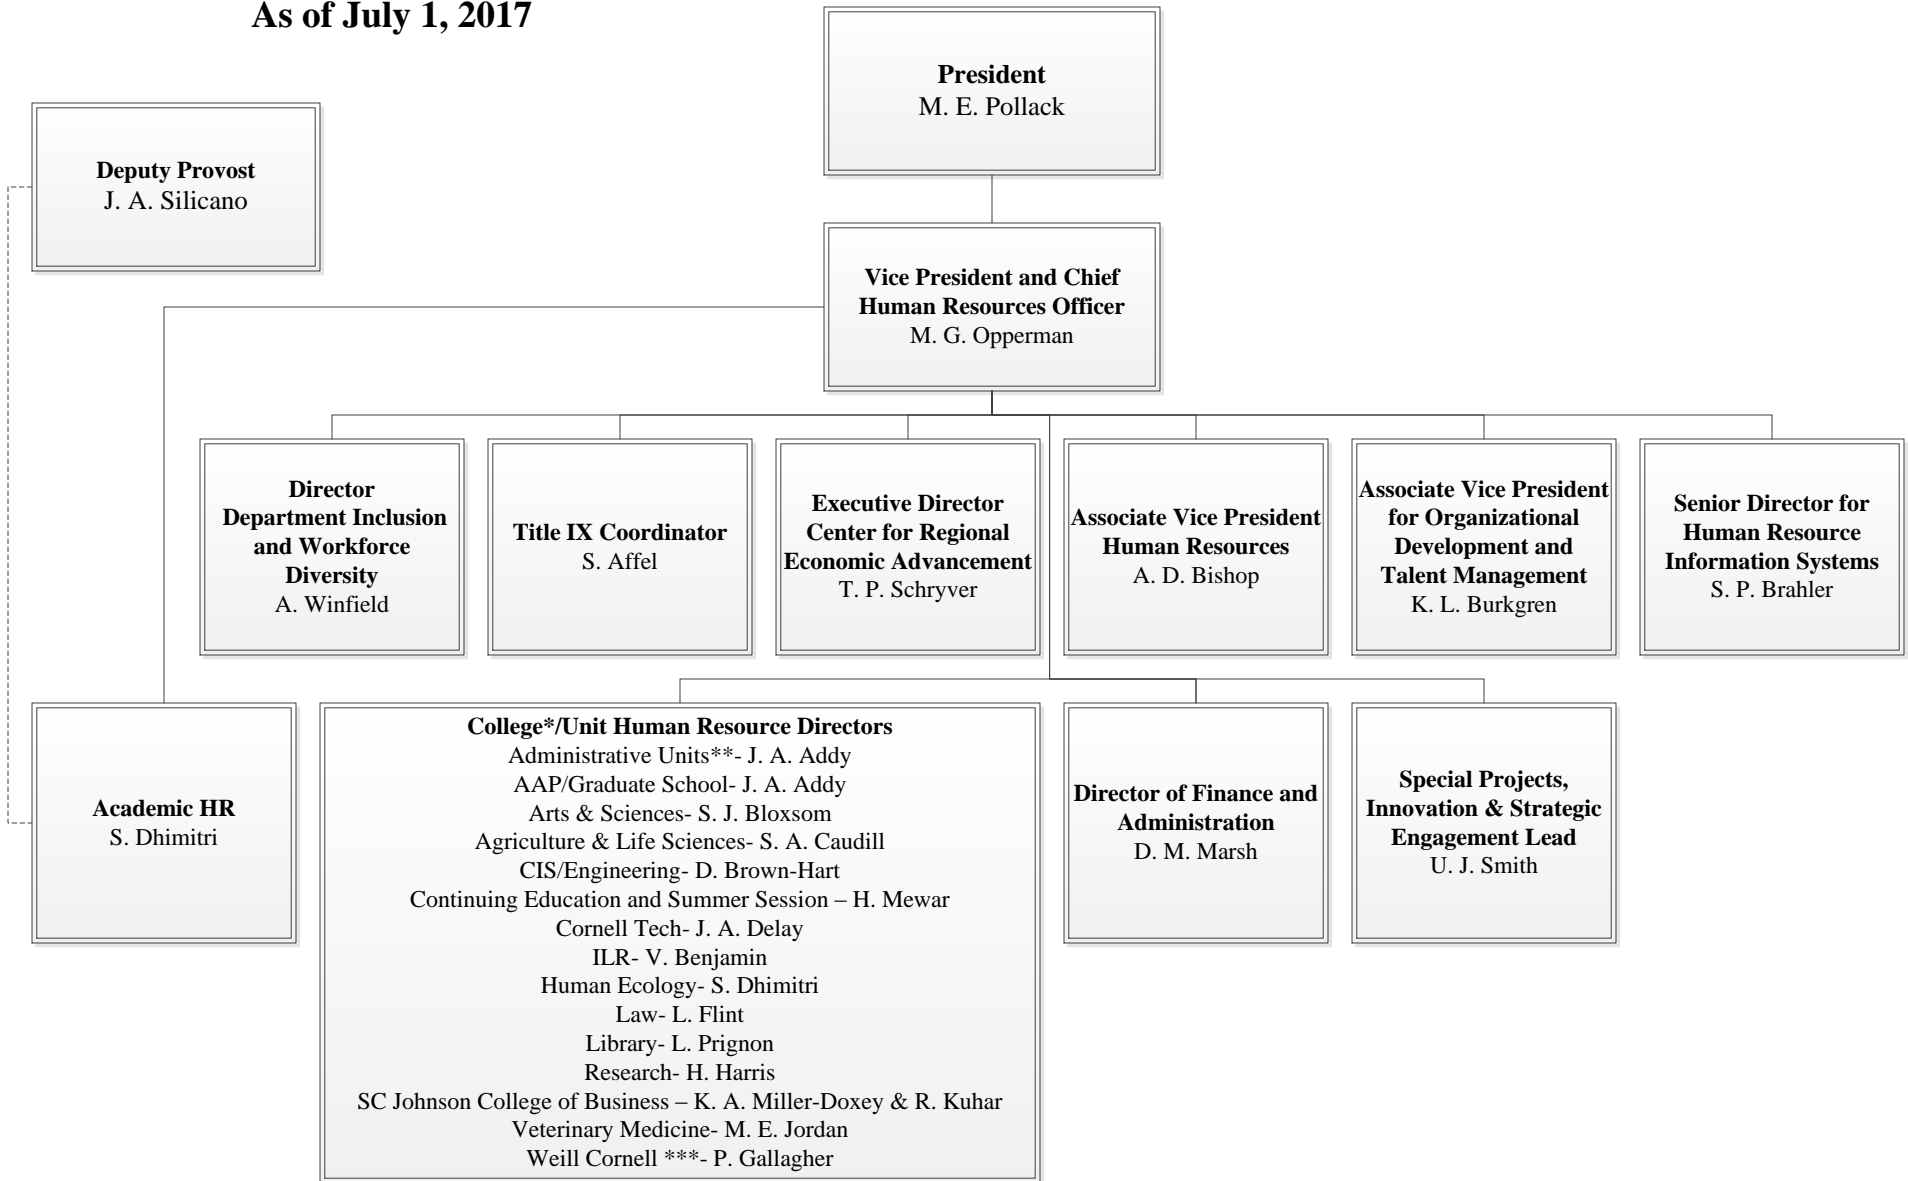 As of July 1, 2017
President
M. E. Pollack
Deputy Provost
J. A. Silicano
Vice President and Chief
Human Resources Officer
M. G. Opperman
Director
Department Inclusion
and Workforce
Diversity
A. Winfield
Title IX Coordinator
S. Affel
Executive Director
Center for Regional
Economic Advancement
T. P. Schryver
Associate Vice President
Human Resources
A. D. Bishop
Associate Vice President
for Organizational
Development and
Talent Management
K. L. Burkgren
Senior Director for
Human Resource
Information Systems
S. P. Brahler
Academic HR
S. Dhimitri
College*/Unit Human Resource Directors
Administrative Units**- J. A. Addy
AAP/Graduate School- J. A. Addy
Arts & Sciences- S. J. Bloxsom
Agriculture & Life Sciences- S. A. Caudill
CIS/Engineering- D. Brown-Hart
Continuing Education and Summer Session – H. Mewar
Cornell Tech- J. A. Delay
ILR- V. Benjamin
Human Ecology- S. Dhimitri
Law- L. Flint
Library- L. Prignon
Research- H. Harris
SC Johnson College of Business – K. A. Miller-Doxey & R. Kuhar
Veterinary Medicine- M. E. Jordan
Weill Cornell ***- P. Gallagher
Director of Finance and
Administration
D. M. Marsh
Special Projects,
Innovation & Strategic
Engagement Lead
U. J. Smith